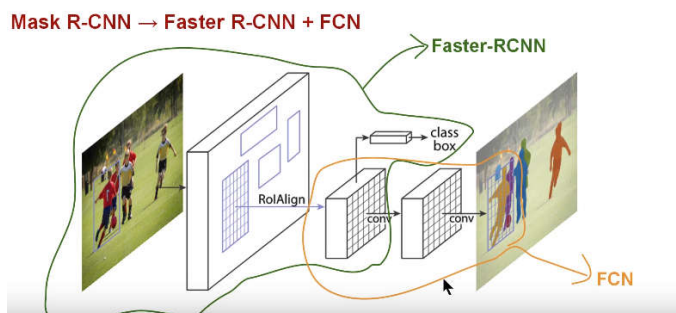 Mask R-CNN → Faster R-CNN + FCN
Faster-RCNN
class
box
RoIAlign
conv
conv
FCN